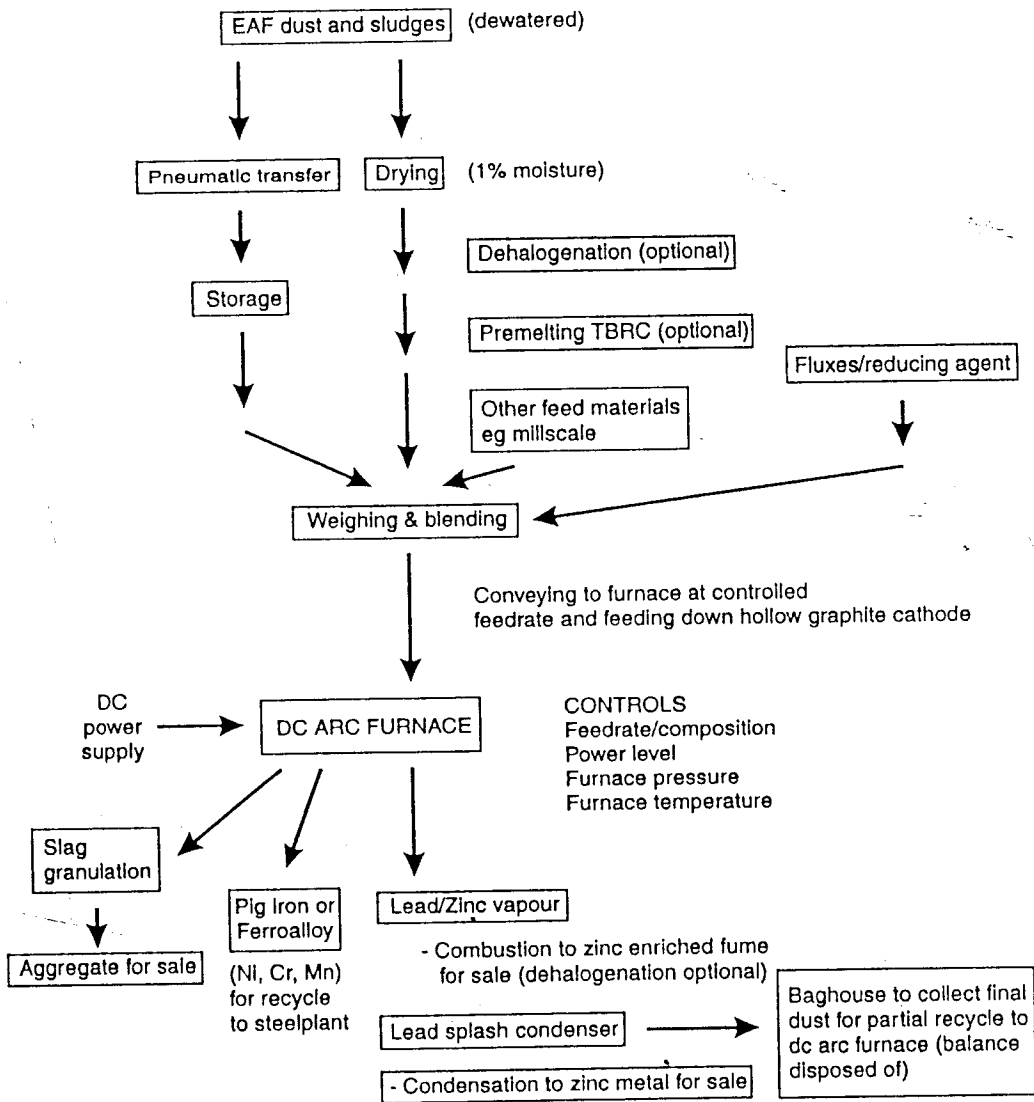 EAF dust and sludges (dewatered)
Pneumatic transfer
Drying (1% moisture)
Dehalogenation (optional)
Storage
Premelting TBRC (optional)
Fluxes/reducing agent
Other feed materials
eg millscale
Weighing & blending
Conveying to furnace at controlled
feedrate and feeding down hollow graphite cathode
DC
power
supply
DC ARC FURNACE
CONTROLS
Feedrate/composition
Power level
Furnace pressure
Furnace temperature
Slag
granulation
Aggregate for sale
Pig Iron or
Ferroalloy
(Ni, Cr, Mn)
for recycle
to steelplant
Lead/Zinc vapour
- Combustion to zinc enriched fume
for sale (dehalogenation optional)
Lead splash condenser
- Condensation to zinc metal for sale
Baghouse to collect final
dust for partial recycle to
dc arc furnace (balance
disposed of)